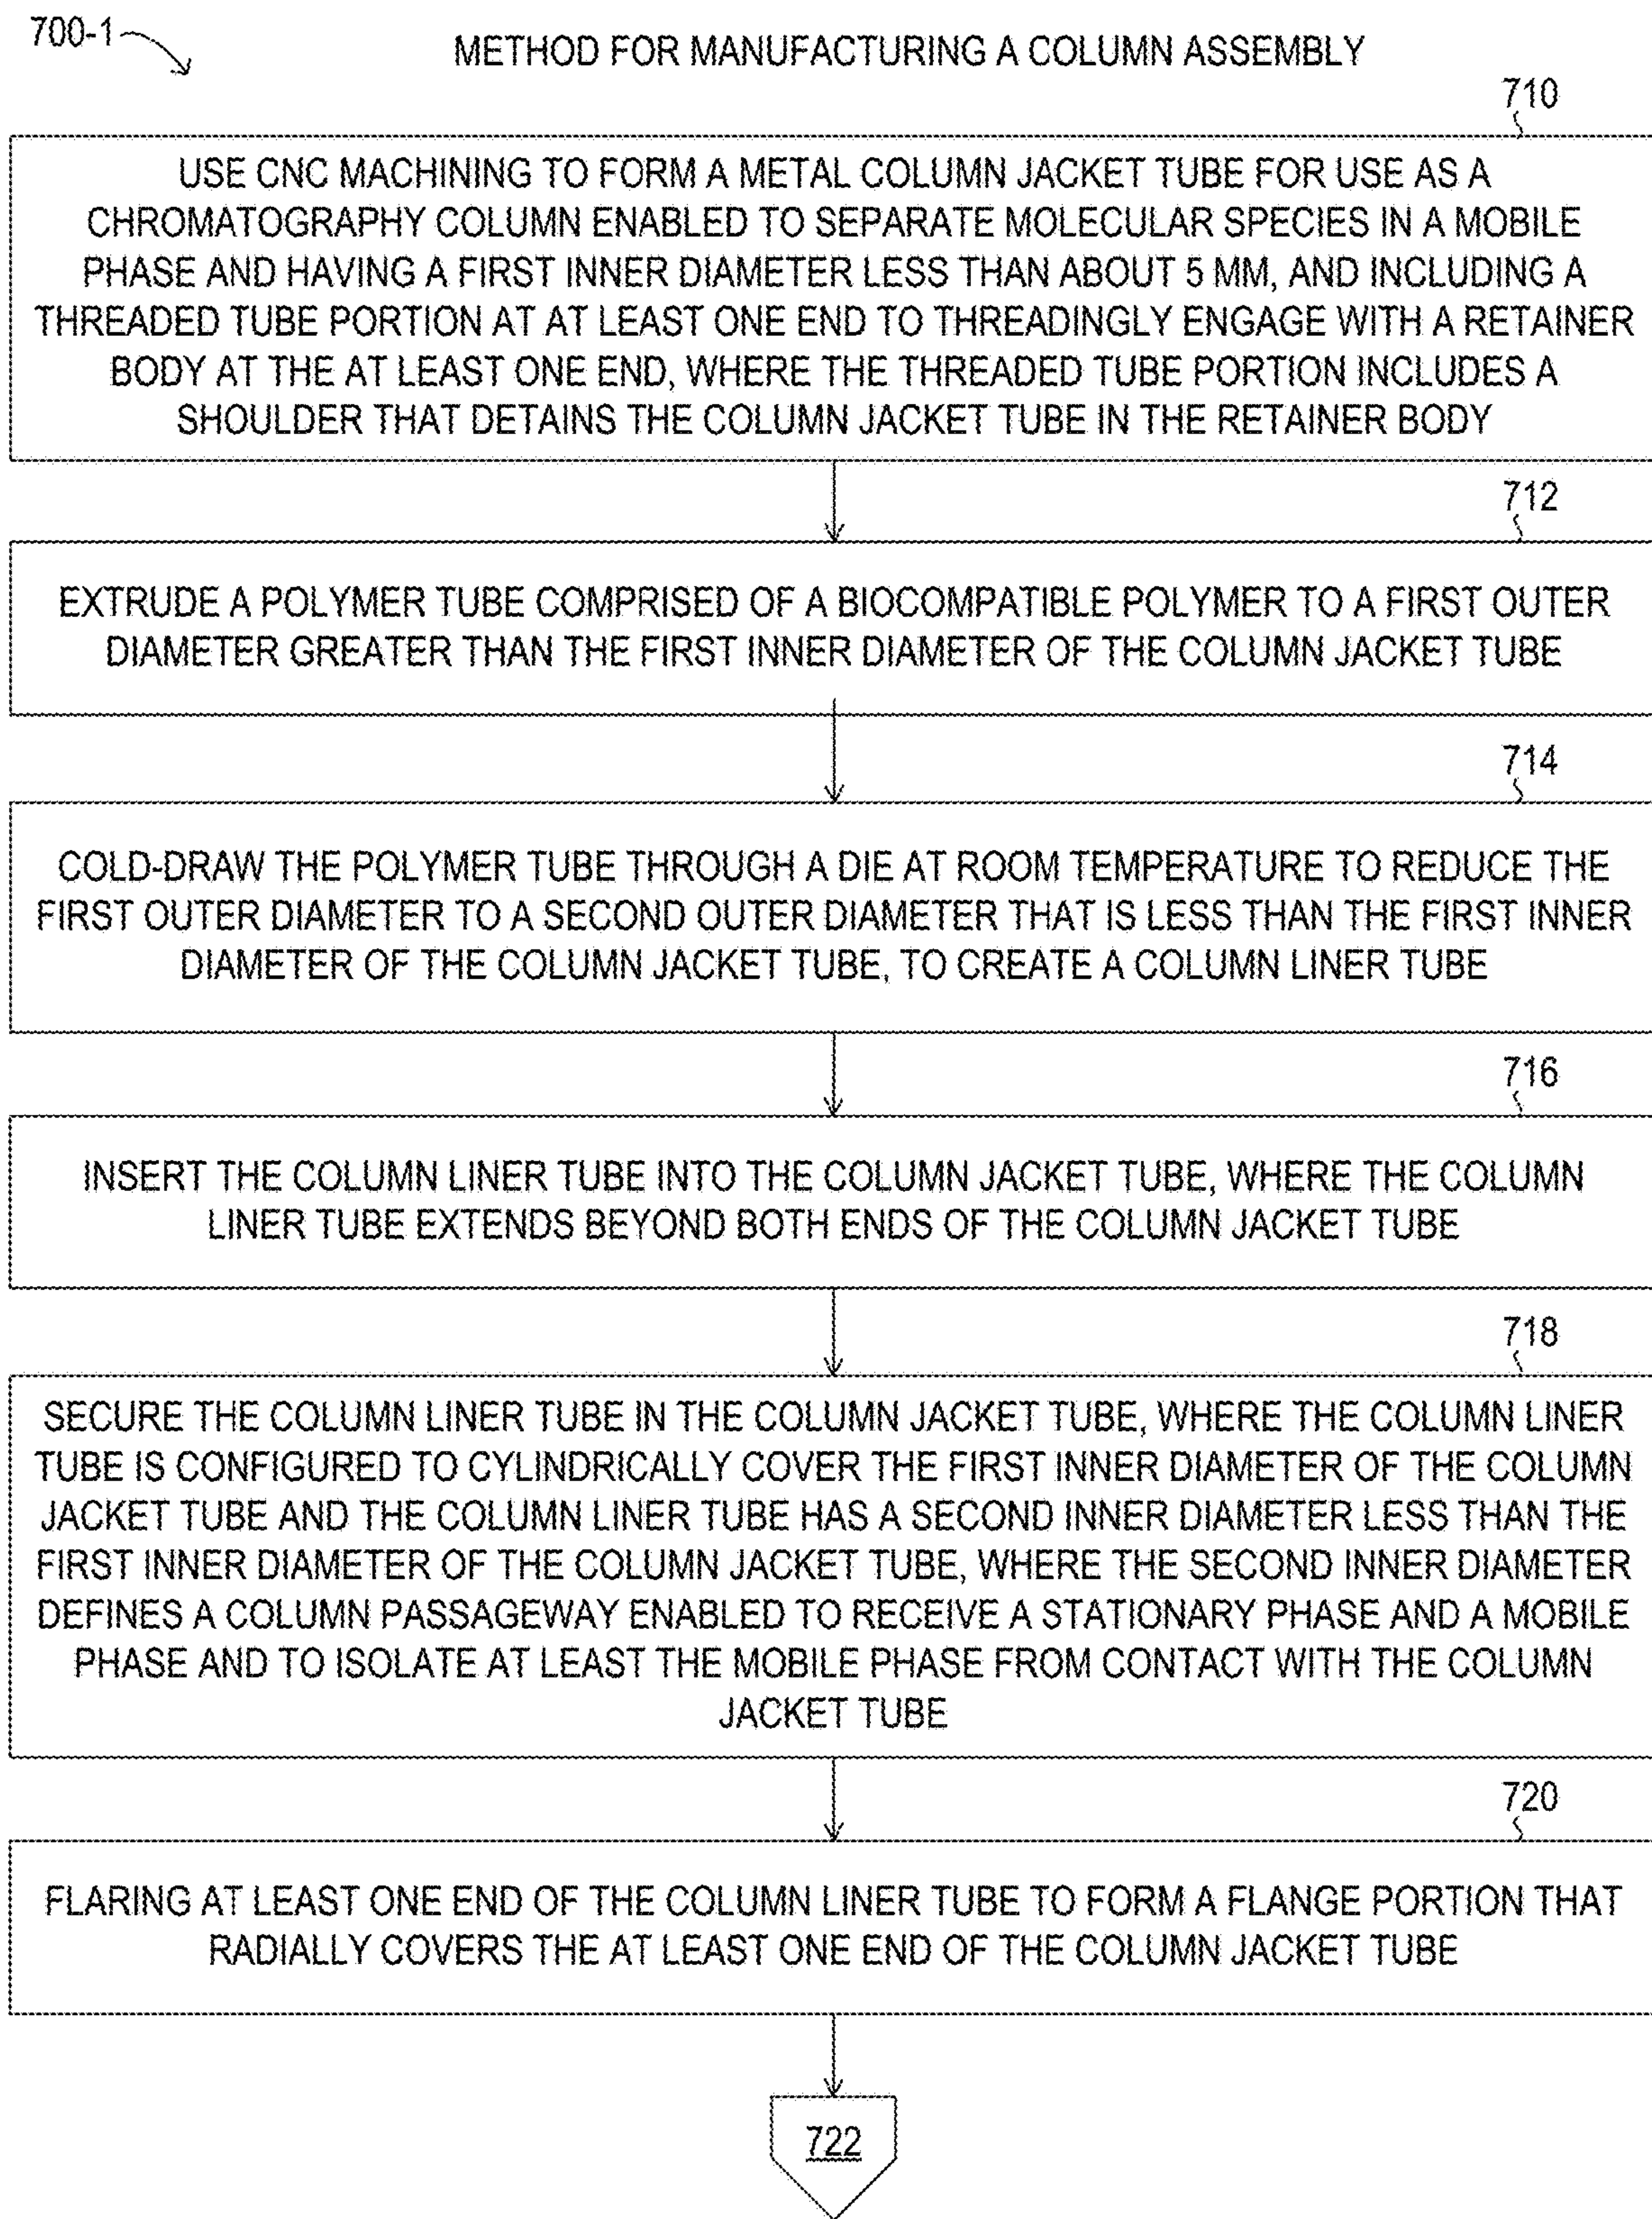 700-1
METHOD FOR MANUFACTURING A COLUMN ASSEMBLY
710
USE CNC MACHINING TO FORM A METAL COLUMN JACKET TUBE FOR USE AS A
CHROMATOGRAPHY COLUMN ENABLED TO SEPARATE MOLECULAR SPECIES IN A MOBILE
PHASE AND HAVING A FIRST INNER DIAMETER LESS THAN ABOUT 5 MM, AND INCLUDING A
THREADED TUBE PORTION AT AT LEAST ONE END TO THREADINGLY ENGAGE WITH A RETAINER
BODY AT THE AT LEAST ONE END, WHERE THE THREADED TUBE PORTION INCLUDES A
SHOULDER THAT DETAINS THE COLUMN JACKET TUBE IN THE RETAINER BODY
712
EXTRUDE A POLYMER TUBE COMPRISED OF A BIOCOMPATIBLE POLYMER TO A FIRST OUTER
DIAMETER GREATER THAN THE FIRST INNER DIAMETER OF THE COLUMN JACKET TUBE
714
COLD-DRAW THE POLYMER TUBE THROUGH A DIE AT ROOM TEMPERATURE TO REDUCE THE
FIRST OUTER DIAMETER TO A SECOND OUTER DIAMETER THAT IS LESS THAN THE FIRST INNER
DIAMETER OF THE COLUMN JACKET TUBE, TO CREATE A COLUMN LINER TUBE
716
INSERT THE COLUMN LINER TUBE INTO THE COLUMN JACKET TUBE, WHERE THE COLUMN
LINER TUBE EXTENDS BEYOND BOTH ENDS OF THE COLUMN JACKET TUBE
718
SECURE THE COLUMN LINER TUBE IN THE COLUMN JACKET TUBE, WHERE THE COLUMN LINER
TUBE IS CONFIGURED TO CYLINDRICALLY COVER THE FIRST INNER DIAMETER OF THE COLUMN
JACKET TUBE AND THE COLUMN LINER TUBE HAS A SECOND INNER DIAMETER LESS THAN THE
FIRST INNER DIAMETER OF THE COLUMN JACKET TUBE, WHERE THE SECOND INNER DIAMETER
DEFINES A COLUMN PASSAGEWAY ENABLED TO RECEIVE A STATIONARY PHASE AND A MOBILE
PHASE AND TO ISOLATE AT LEAST THE MOBILE PHASE FROM CONTACT WITH THE COLUMN
JACKET TUBE
720
FLARING AT LEAST ONE END OF THE COLUMN LINER TUBE TO FORM A FLANGE PORTION THAT
RADIALLY COVERS THE AT LEAST ONE END OF THE COLUMN JACKET TUBE
722